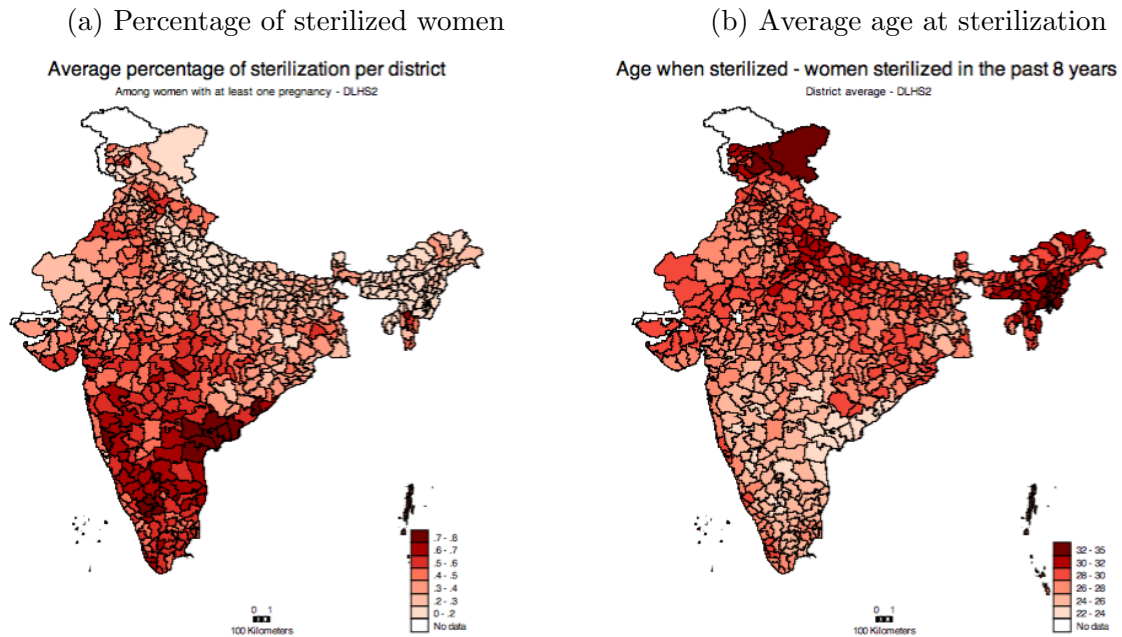 (a) Percentage of sterilized women
Average percentage of sterilization per district
Among women with at least one pregnancy - DLHS2
.7 - .8
.6 - .7
.5 - .6
.4 - .5
.3 - .4
.2 - .3
0 - .2
No data
0 1
100 Kilometers
(b) Average age at sterilization
Age when sterilized - women sterilized in the past 8 years
District average - DLHS2
32 - 35
30 - 32
28 - 30
26 - 28
24 - 26
22 - 24
No data
0 1
100 Kilometers